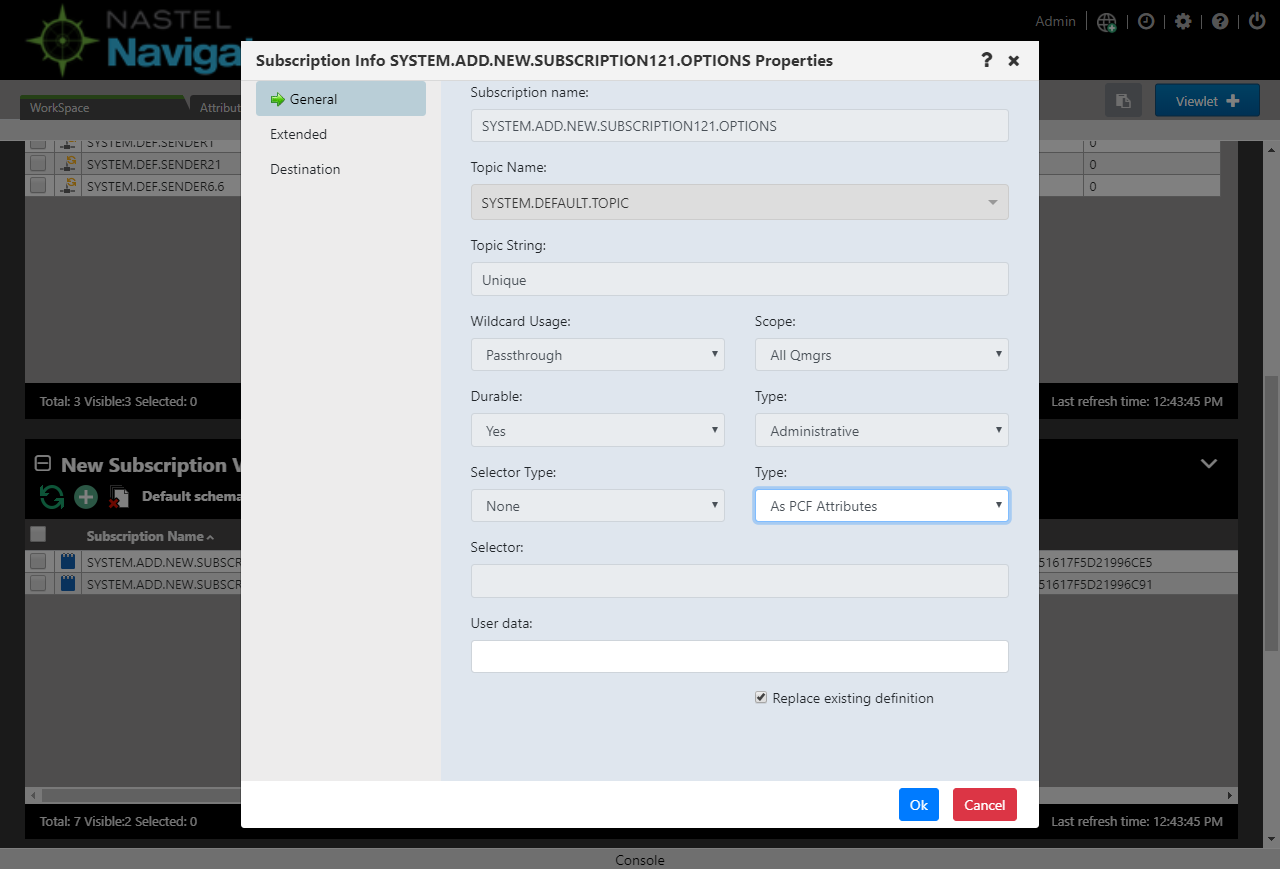 NASTEL
Naviga
Admin
Subscription Info SYSTEM.ADD.NEW.SUBSCRIPTION121.OPTIONS Properties
? ×
WorkSpace
Attribut
Viewlet +
General
Extended
Destination
Subscription name:
SYSTEM.ADD.NEW.SUBSCRIPTION121.OPTIONS
Topic Name:
SYSTEM.DEFAULT.TOPIC
Topic String:
Unique
Wildcard Usage:
Scope:
Passthrough
All Qmgrs
Durable:
Type:
Yes
Administrative
Selector Type:
Type:
None
As PCF Attributes
Selector:
User data:
Replace existing definition
Ok
Cancel
SYSTEM.DEF.SENDER1
0
SYSTEM.DEF.SENDER21
0
SYSTEM.DEF.SENDER6.6
0
Total: 3 Visible:3 Selected: 0
Last refresh time: 12:43:45 PM
New Subscription V
Default schema
Subscription Name
SYSTEM.ADD.NEW.SUBSCR
51617F5D21996CE5
SYSTEM.ADD.NEW.SUBSCR
51617F5D21996C91
Total: 7 Visible:2 Selected: 0
Last refresh time: 12:43:45 PM
Console